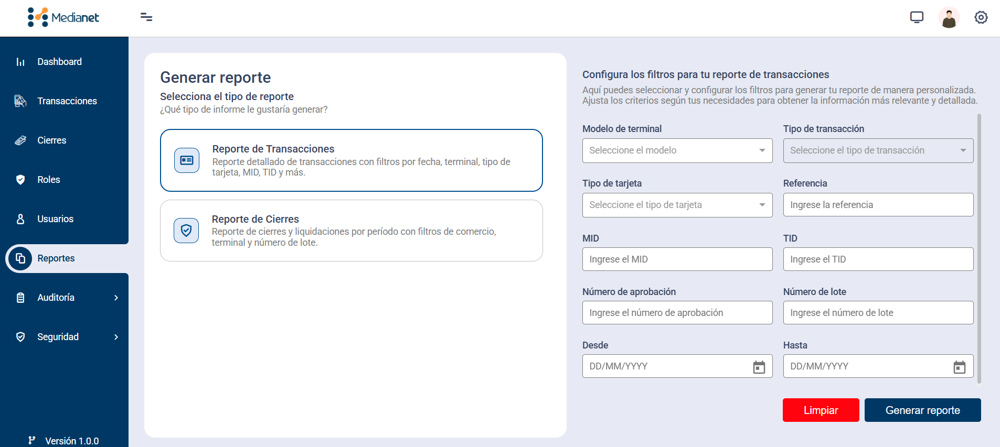 Medianet
Dashboard
Transacciones
Cierres
Roles
Usuarios
Reportes
Auditoría
Seguridad
Versión 1.0.0
Generar reporte
Selecciona el tipo de reporte
¿Qué tipo de informe le gustaría generar?
Reporte de Transacciones
Reporte detallado de transacciones con filtros por fecha, terminal, tipo de
tarjeta, MID, TID y más.
Reporte de Cierres
Reporte de cierres y liquidaciones por período con filtros de comercio,
terminal y número de lote.
Configura los filtros para tu reporte de transacciones
Aquí puedes seleccionar y configurar los filtros para generar tu reporte de manera personalizada.
Ajusta los criterios según tus necesidades para obtener la información más relevante y detallada.
Modelo de terminal
Seleccione el modelo
Tipo de transacción
Seleccione el tipo de transacción
Tipo de tarjeta
Seleccione el tipo de tarjeta
Referencia
Ingrese la referencia
MID
Ingrese el MID
TID
Ingrese el TID
Número de aprobación
Ingrese el número de aprobación
Número de lote
Ingrese el número de lote
Desde
DD/MM/YYYY
Hasta
DD/MM/YYYY
Limpiar
Generar reporte